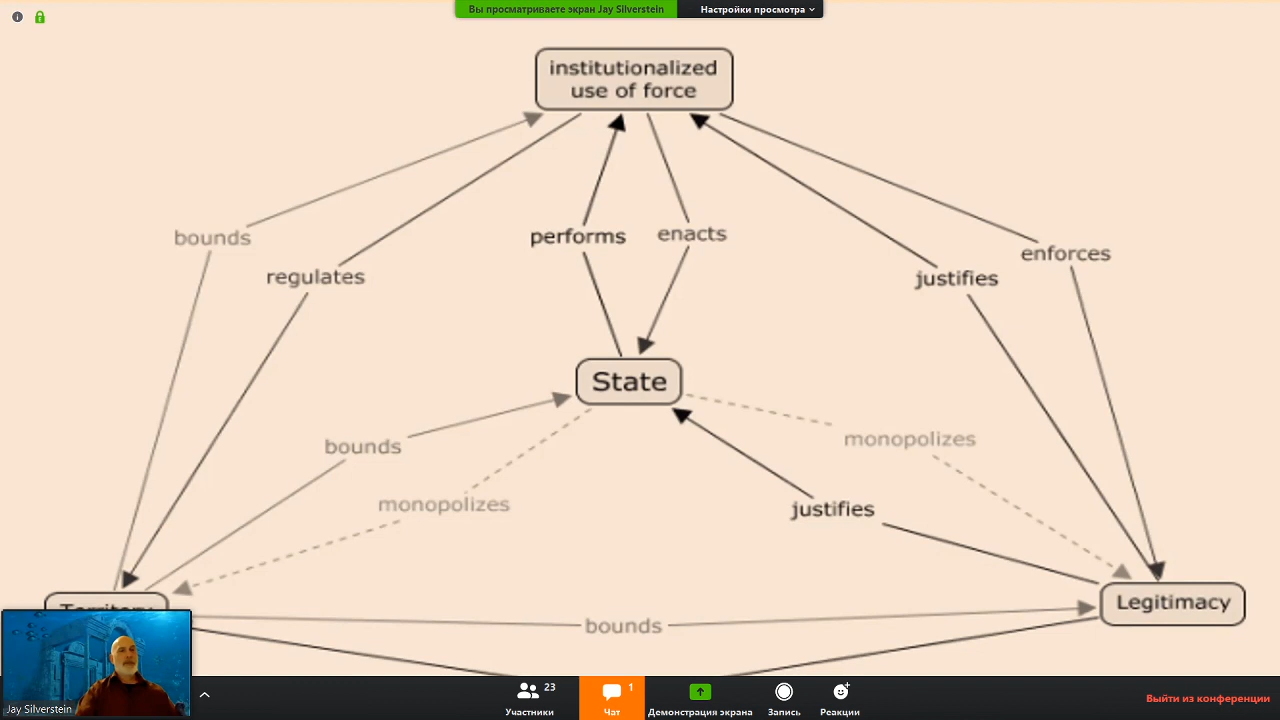 Вы просматриваете экран Jay Silverstein
Настройки просмотра
institutionalized
use of force
bounds
regulates
performs
enacts
justifies
enforces
State
bounds
monopolizes
monopolizes
justifies
Territory
bounds
Legitimacy
Jay Silverstein
23
Участники
1
Чат
Демонстрация экрана
Запись
Реакции
Выйти из конференции